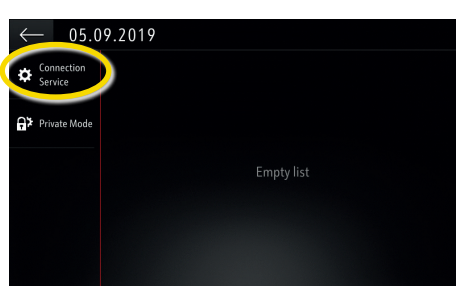 05.09.2019
Connection
Service
Private Mode
Empty list